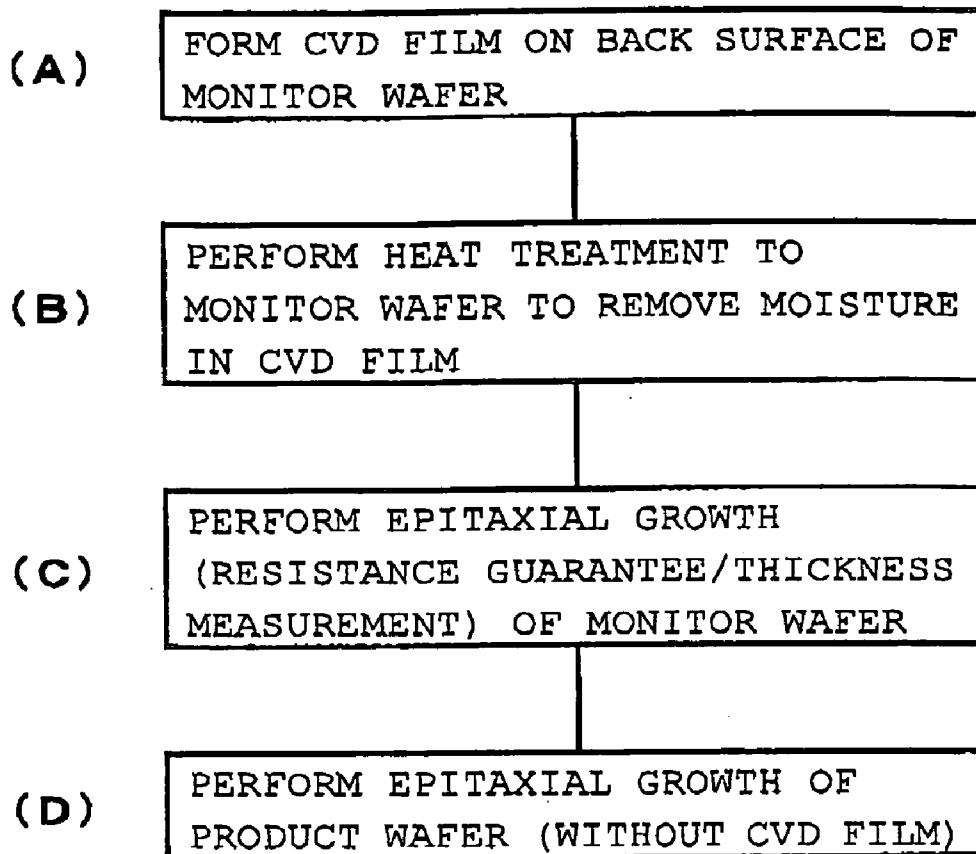 (A)
FORM CVD FILM ON BACK SURFACE OF
MONITOR WAFER
(B)
PERFORM HEAT TREATMENT TO
MONITOR WAFER TO REMOVE MOISTURE
IN CVD FILM
(C)
PERFORM EPITAXIAL GROWTH
(RESISTANCE GUARANTEE/THICKNESS
MEASUREMENT) OF MONITOR WAFER
(D)
PERFORM EPITAXIAL GROWTH OF
PRODUCT WAFER (WITHOUT CVD FILM)